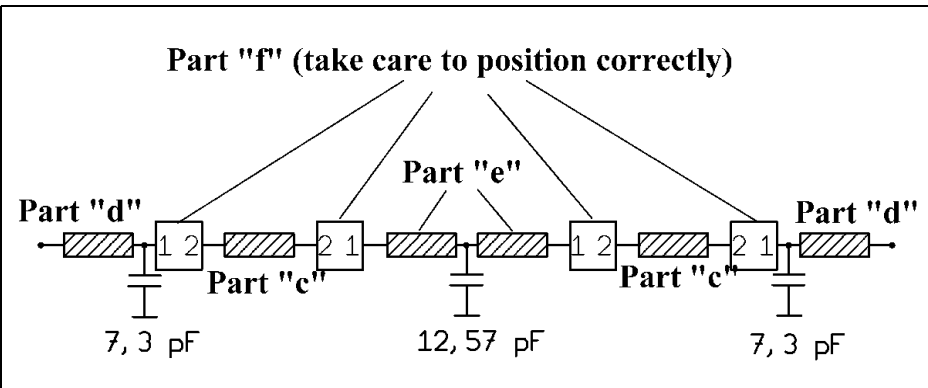 Part "f" (take care to position correctly)
Part "e"
Part "d"
Part "d"
1 2
2 1
1 2
2 1
Part "c"
Part "c"
7,3 pF
12,57 pF
7,3 pF